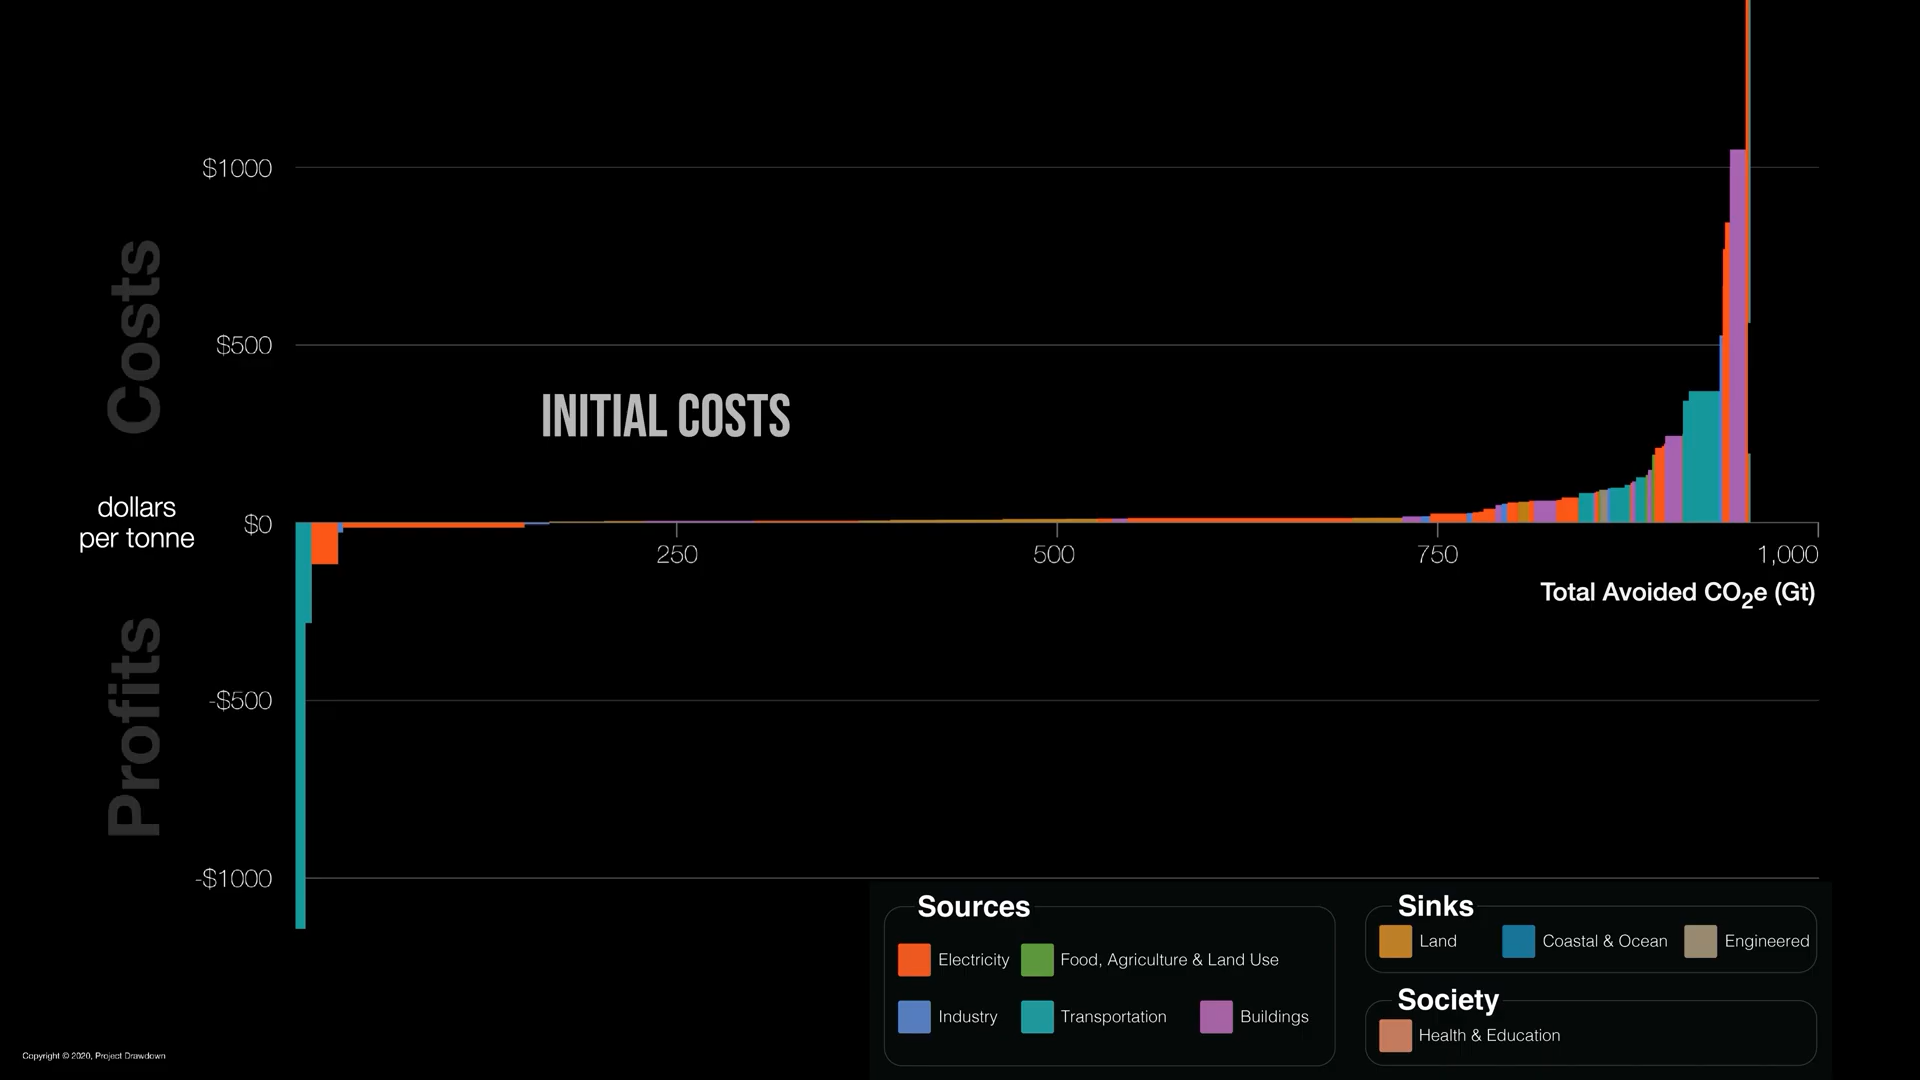 $1000
Costs
$500
INITIAL COSTS
dollars
per tonne
$0
250
500
750
1,000
Total Avoided CO2e (Gt)
Profits
-$500
-$1000
Sources
Electricity
Food, Agriculture & Land Use
Industry
Transportation
Buildings
Sinks
Land
Coastal & Ocean
Engineered
Society
Health & Education
Copyright © 2020, Project Drawdown